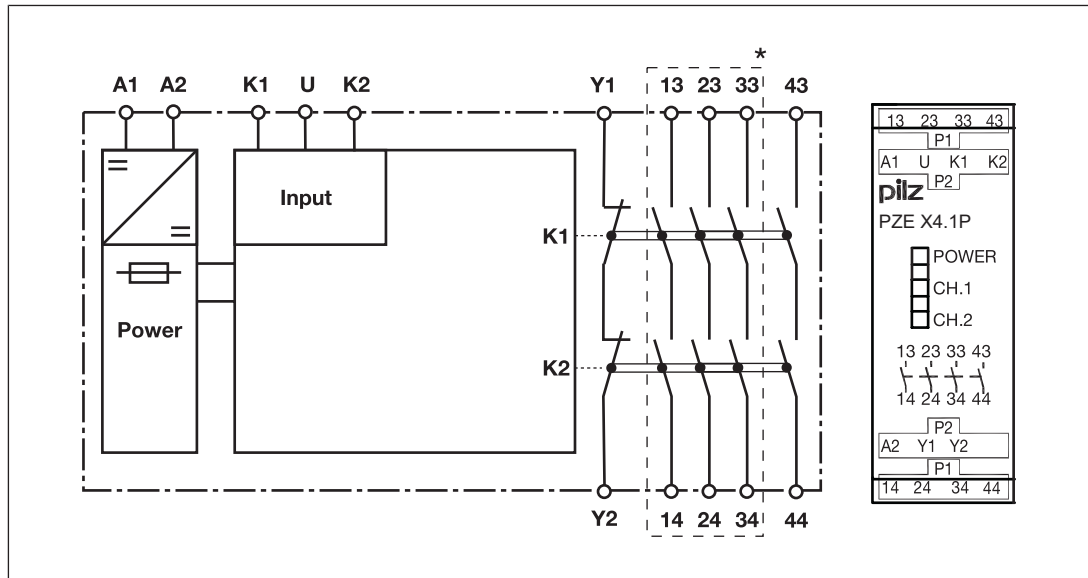 *
A1 A2 K1 U K2 Y1 13 23 33 43
Input
K1
Power
K2
Y2 14 24 34 44
13 23 33 43
P1
A1 U K1 K2
P2
pilz
PZE X4.1P
POWER
CH.1
CH.2
13 23 33 43
14 24 34 44
P2
A2 Y1 Y2
P1
14 24 34 44